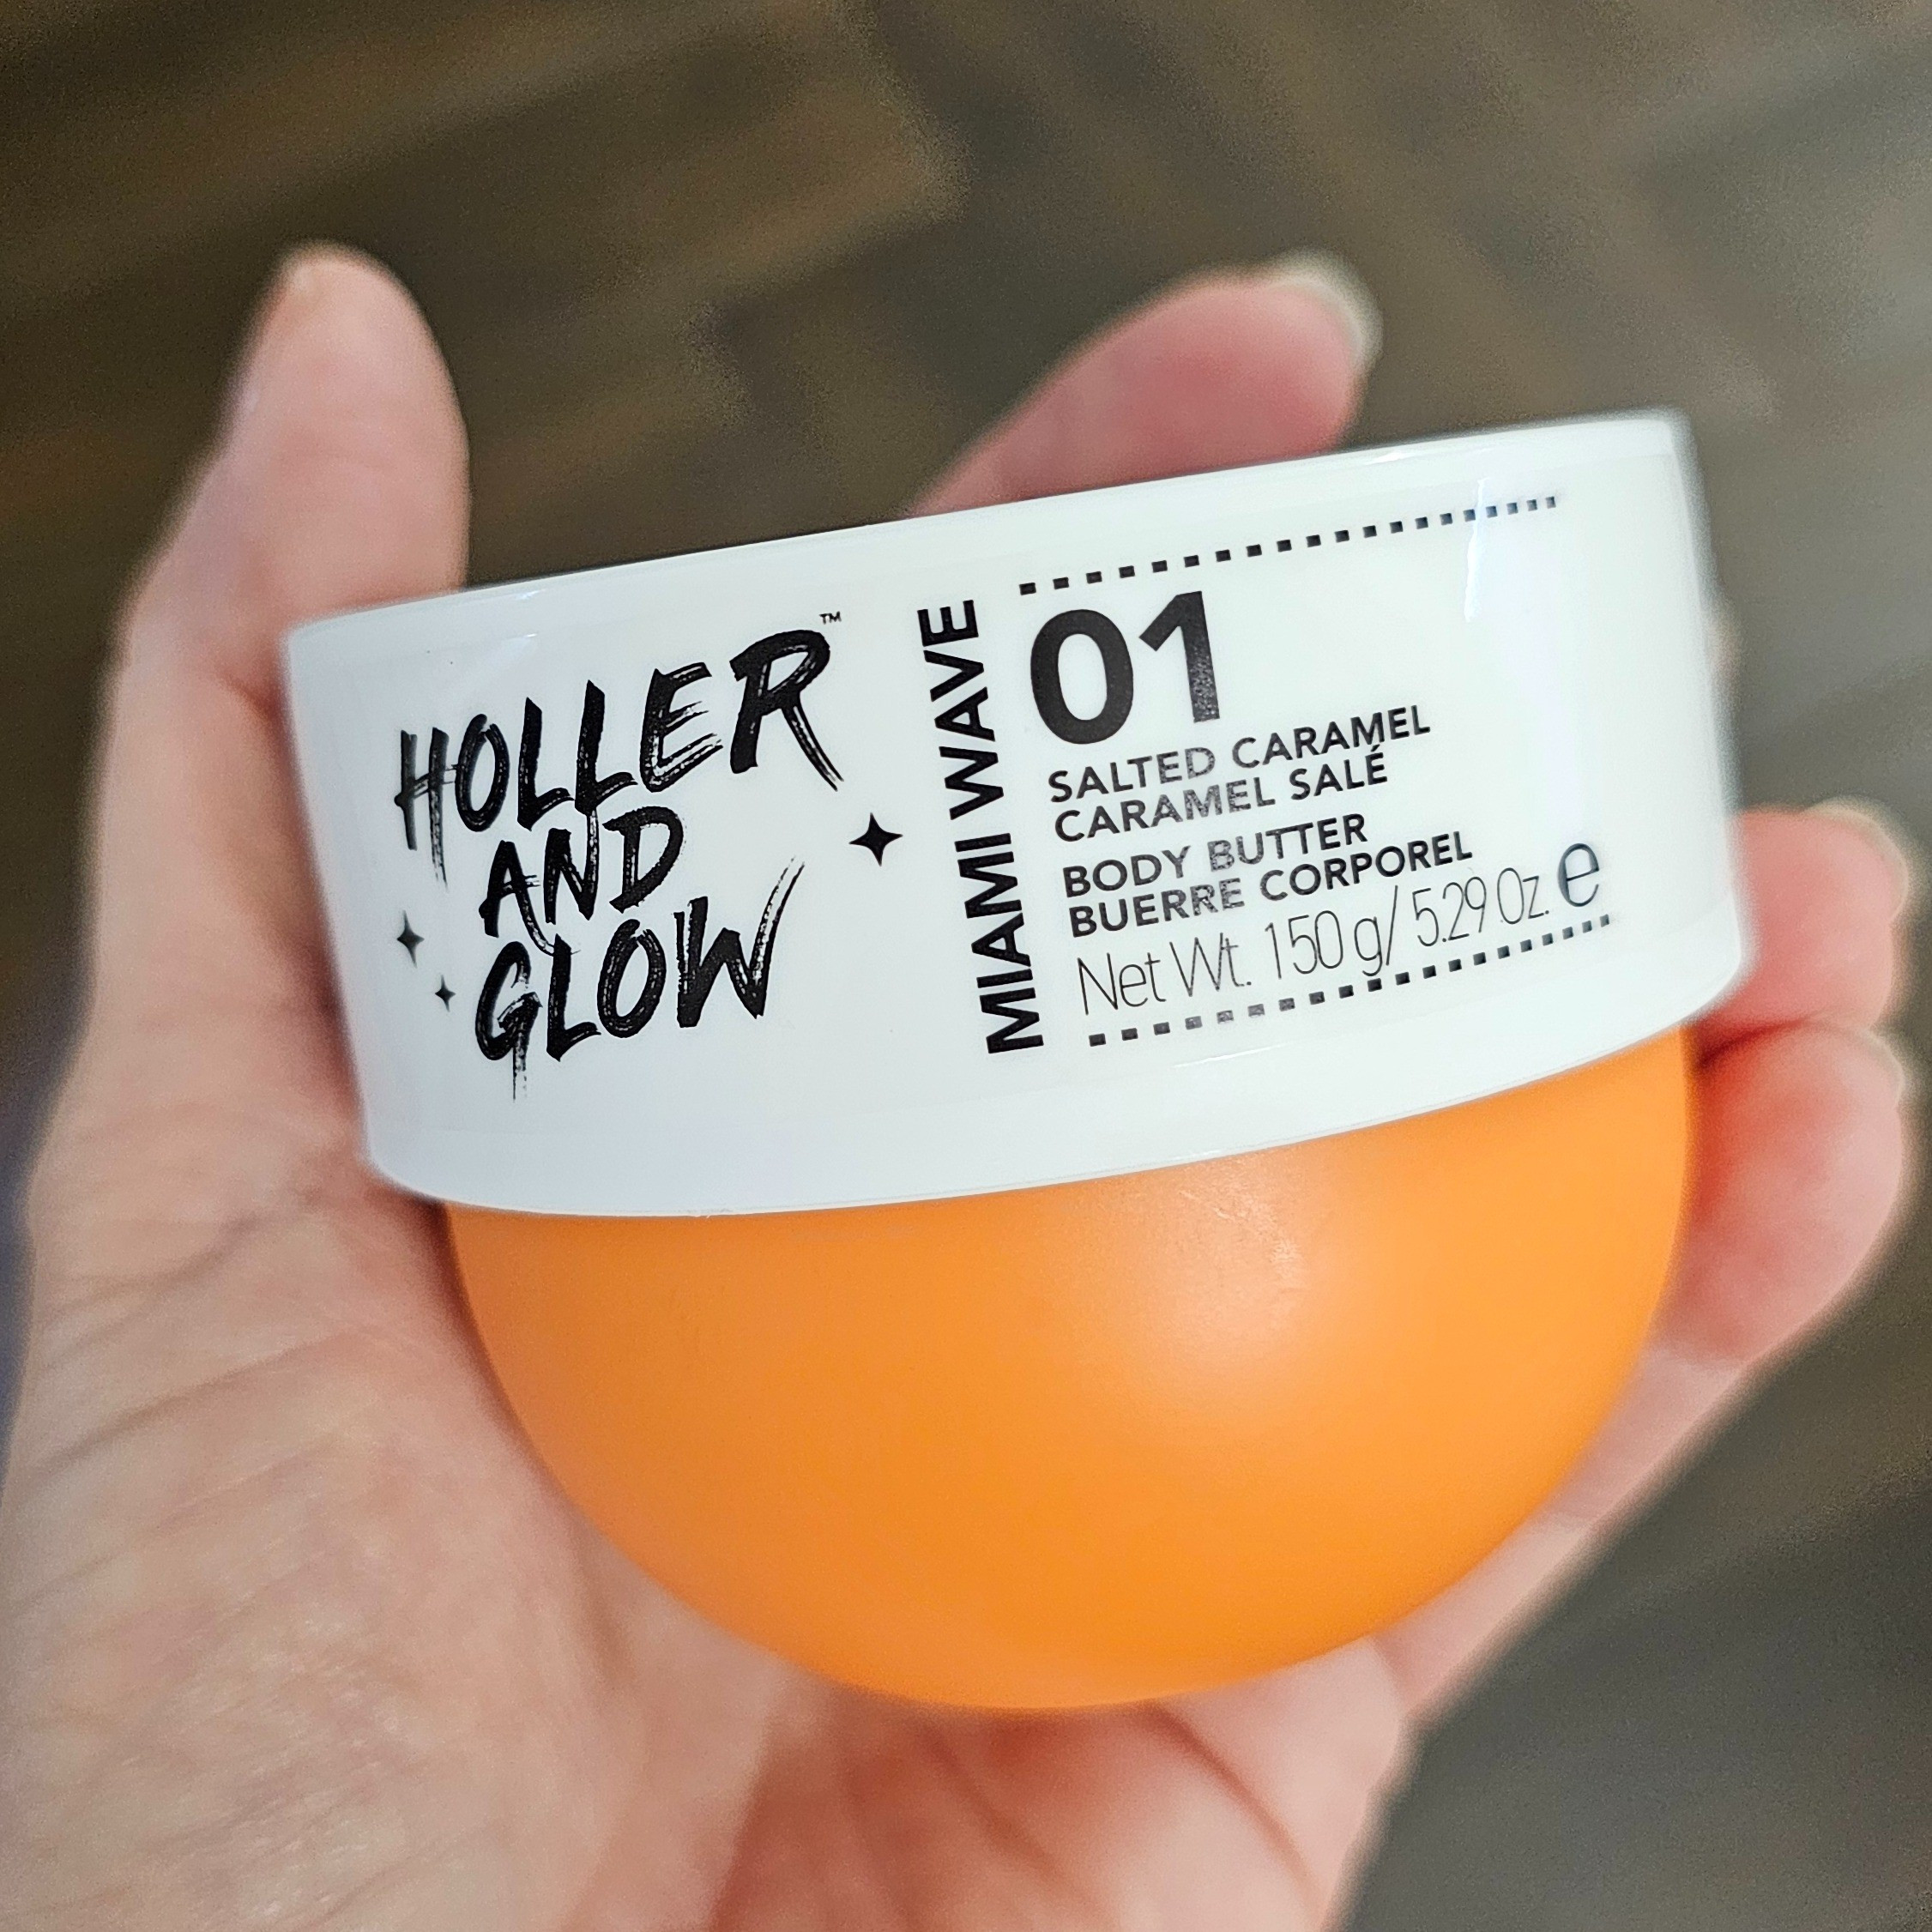 HOLLER™
AND
GLOW
MIAMI WAVE
01
SALTED CARAMEL
CARAMEL SALÉ
BODY BUTTER
BUERRE CORPOREL
Net Wt. 150 g/ 5.29 Oz. e